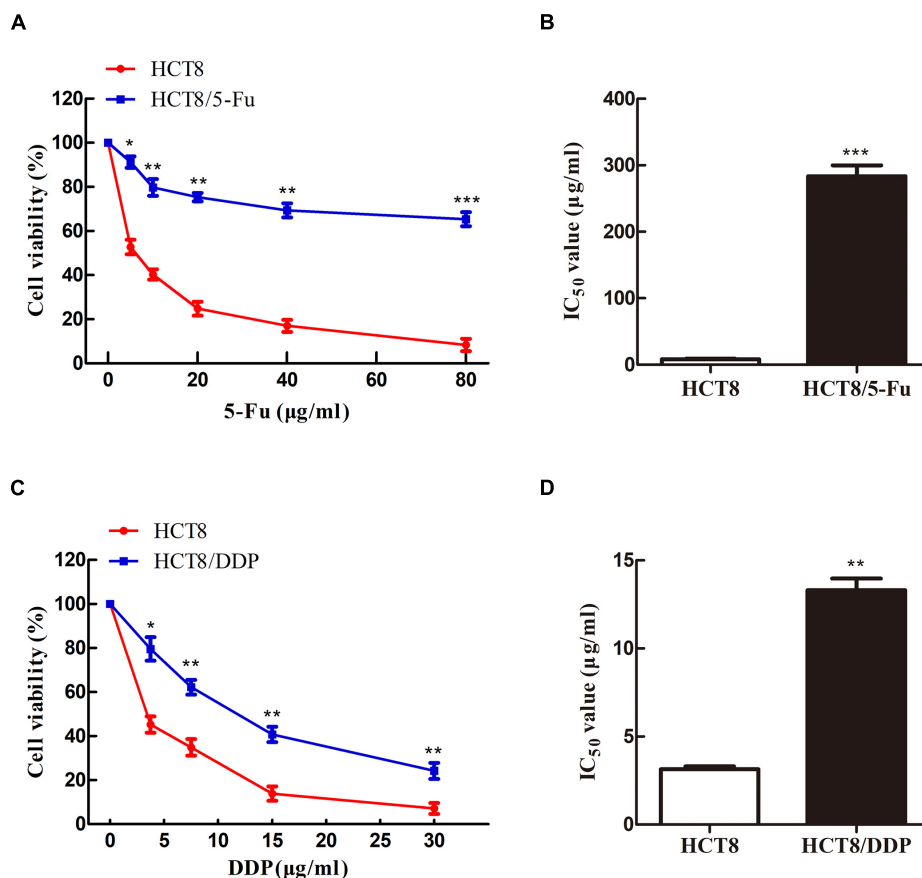 A
HCT8
HCT8/5-Fu
120
100
80
60
40
20
0
Cell viability (%)
*
**
**
**
***
0
20
40
60
80
5-Fu (μg/ml)
B
400
300
200
100
0
IC50 value (μg/ml)
***
HCT8
HCT8/5-Fu
C
HCT8
HCT8/DDP
120
100
80
60
40
20
0
Cell viability (%)
*
**
**
**
0
5
10
15
20
25
30
DDP(μg/ml)
D
15
10
5
0
IC50 value (μg/ml)
**
HCT8
HCT8/DDP